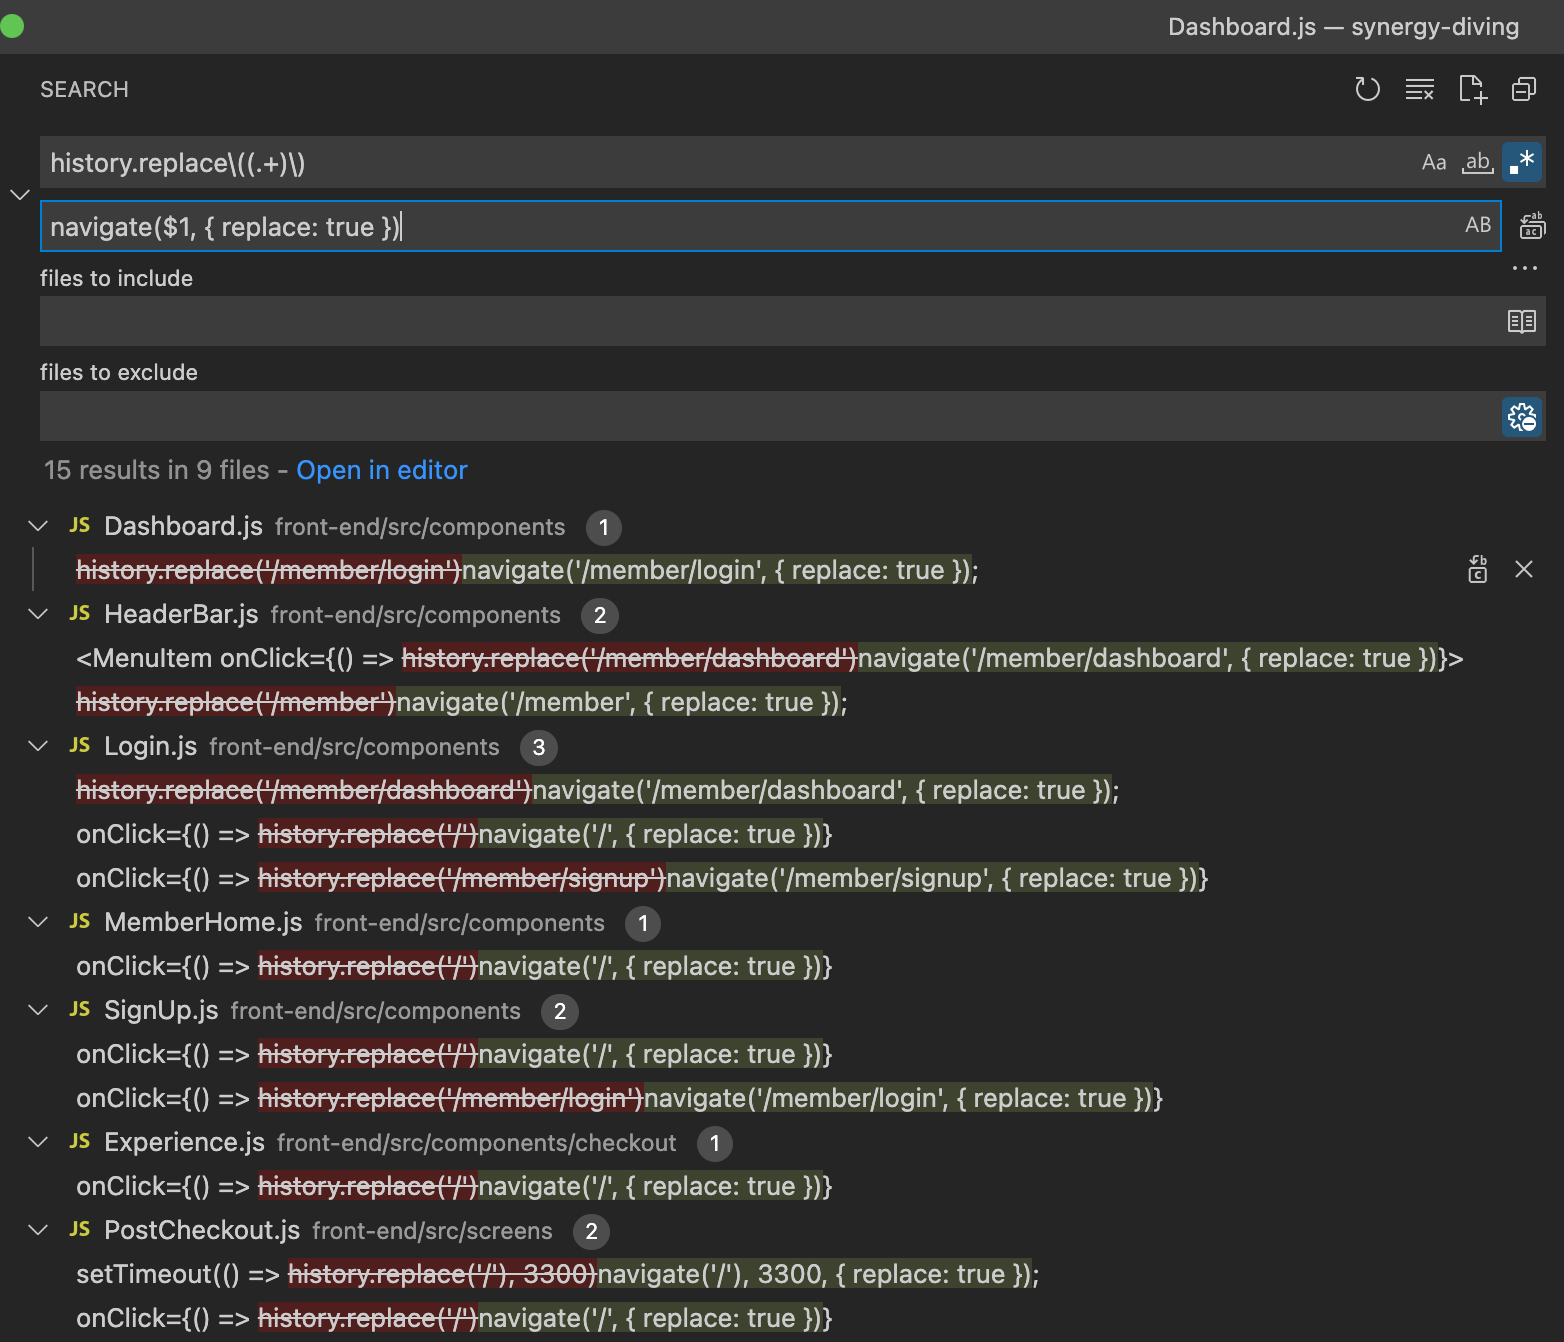 Dashboard.js — synergy-diving
SEARCH
history.replace\((.+)\)
Aa ab
navigate($1, { replace: true })
AB
files to include
files to exclude
15 results in 9 files - Open in editor
JS Dashboard.js front-end/src/components 1
history.replace('/member/login')navigate('/member/login', { replace: true });
JS HeaderBar.js front-end/src/components 2
<MenuItem onClick={() => history.replace('/member/dashboard')navigate('/member/dashboard', { replace: true })}>
history.replace('/member')navigate('/member', { replace: true });
JS Login.js front-end/src/components 3
history.replace('/member/dashboard')navigate('/member/dashboard', { replace: true });
onClick={() => history.replace('/')navigate('/', { replace: true })}
onClick={() => history.replace('/member/signup')navigate('/member/signup', { replace: true })}
JS MemberHome.js front-end/src/components 1
onClick={() => history.replace('/')navigate('/', { replace: true })}
JS SignUp.js front-end/src/components 2
onClick={() => history.replace('/')navigate('/', { replace: true })}
onClick={() => history.replace('/member/login')navigate('/member/login', { replace: true })}
JS Experience.js front-end/src/components/checkout 1
onClick={() => history.replace('/')navigate('/', { replace: true })}
JS PostCheckout.js front-end/src/screens 2
setTimeout(() => history.replace('/'), 3300)navigate('/'), 3300, { replace: true });
onClick={() => history.replace('/')navigate('/', { replace: true })}